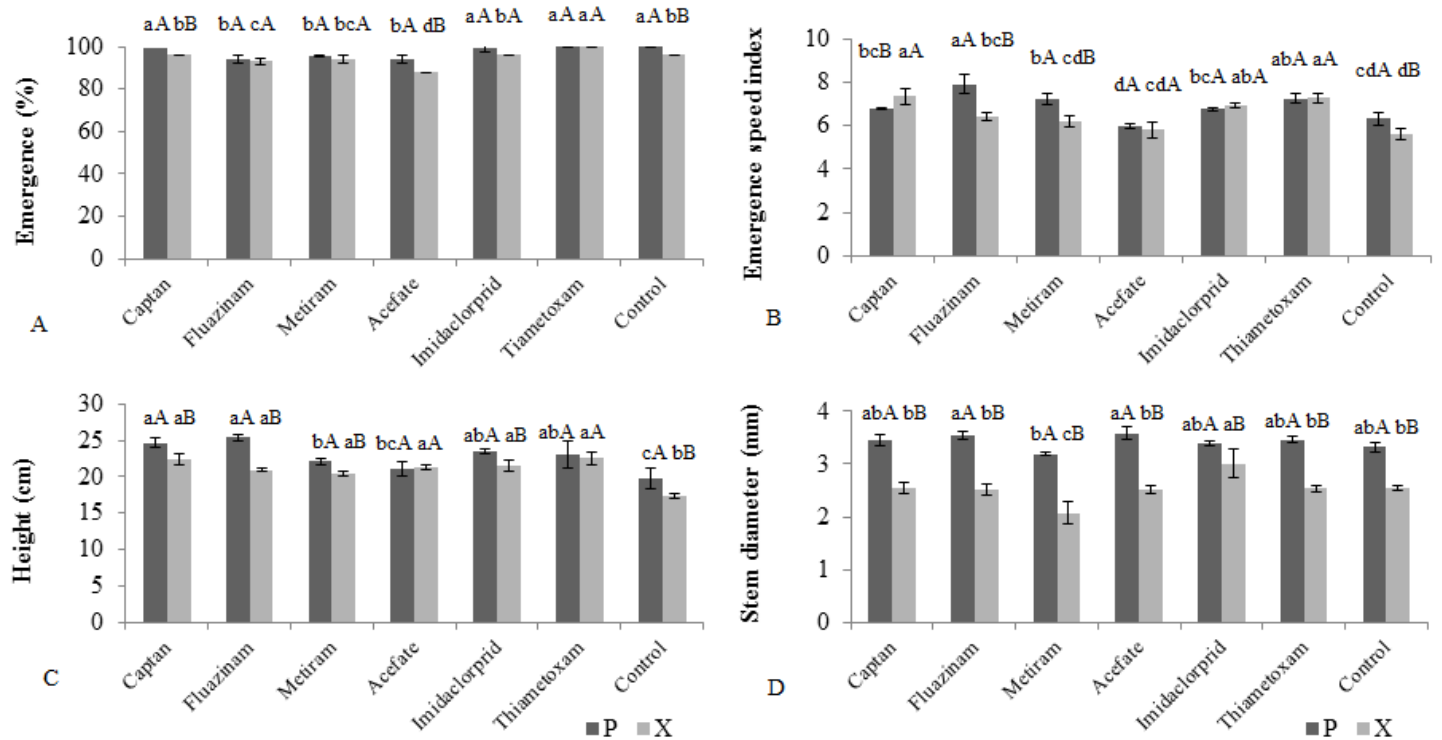 aA bB bA cA bA bcA bA dB aA bA aA aA aA bB
Emergence (%)
100
80
60
40
20
0
Captan
Fluazinam
Metiram
Acefate
Imidaclorprid
Tiametoxam
Control
A
bcB aA aA bcB bA cdB dA cdA bcA abA abA aA cdA dB
Emergence speed index
10
8
6
4
2
0
Captan
Fluazinam
Metiram
Acefate
Imidaclorprid
Thiametoxam
Control
B
aA aB aA aB bA aB bcA aA abA aB abA aA cA bB
Height (cm)
30
25
20
15
10
5
0
Captan
Fluazinam
Metiram
Acefate
Imidaclorprid
Thiametoxam
Control
C
P X
abA bB aA bB bA cB aA bB abA aB abA bB abA bB
Stem diameter (mm)
4
3
2
1
0
Captan
Fluazinam
Metiram
Acefate
Imidaclorprid
Thiametoxam
Control
D
P X